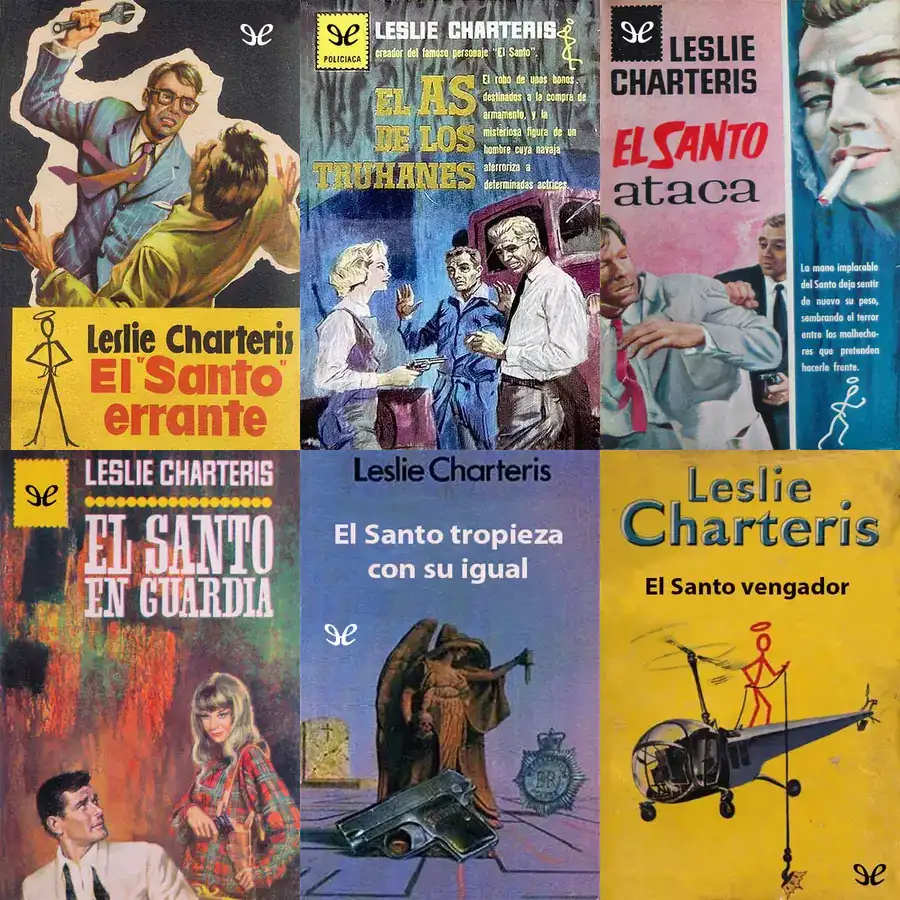 Leslie Charteris
El "Santo"
errante
LESLIE CHARTERIS
creador del famoso personaje "El Santo".
POLICIACA
EL AS
DE LOS
TRUHANES
El robo de unos bonos,
destinados a la compra de
armamento, y la
misteriosa figura de un
hombre cuya navaja
aterroriza a
determinadas actrices.
LESLIE
CHARTERIS
EL SANTO
ataca
La mano implacable
del Santo deja sentir
de nuevo su peso,
sembrando el terror
entre los malhecho-
res que pretenden
hacerle frente.
LESLIE CHARTERIS
EL SANTO
EN GUARDIA
Leslie Charteris
El Santo tropieza
con su igual
EIIR
Leslie
Charteris
El Santo vengador